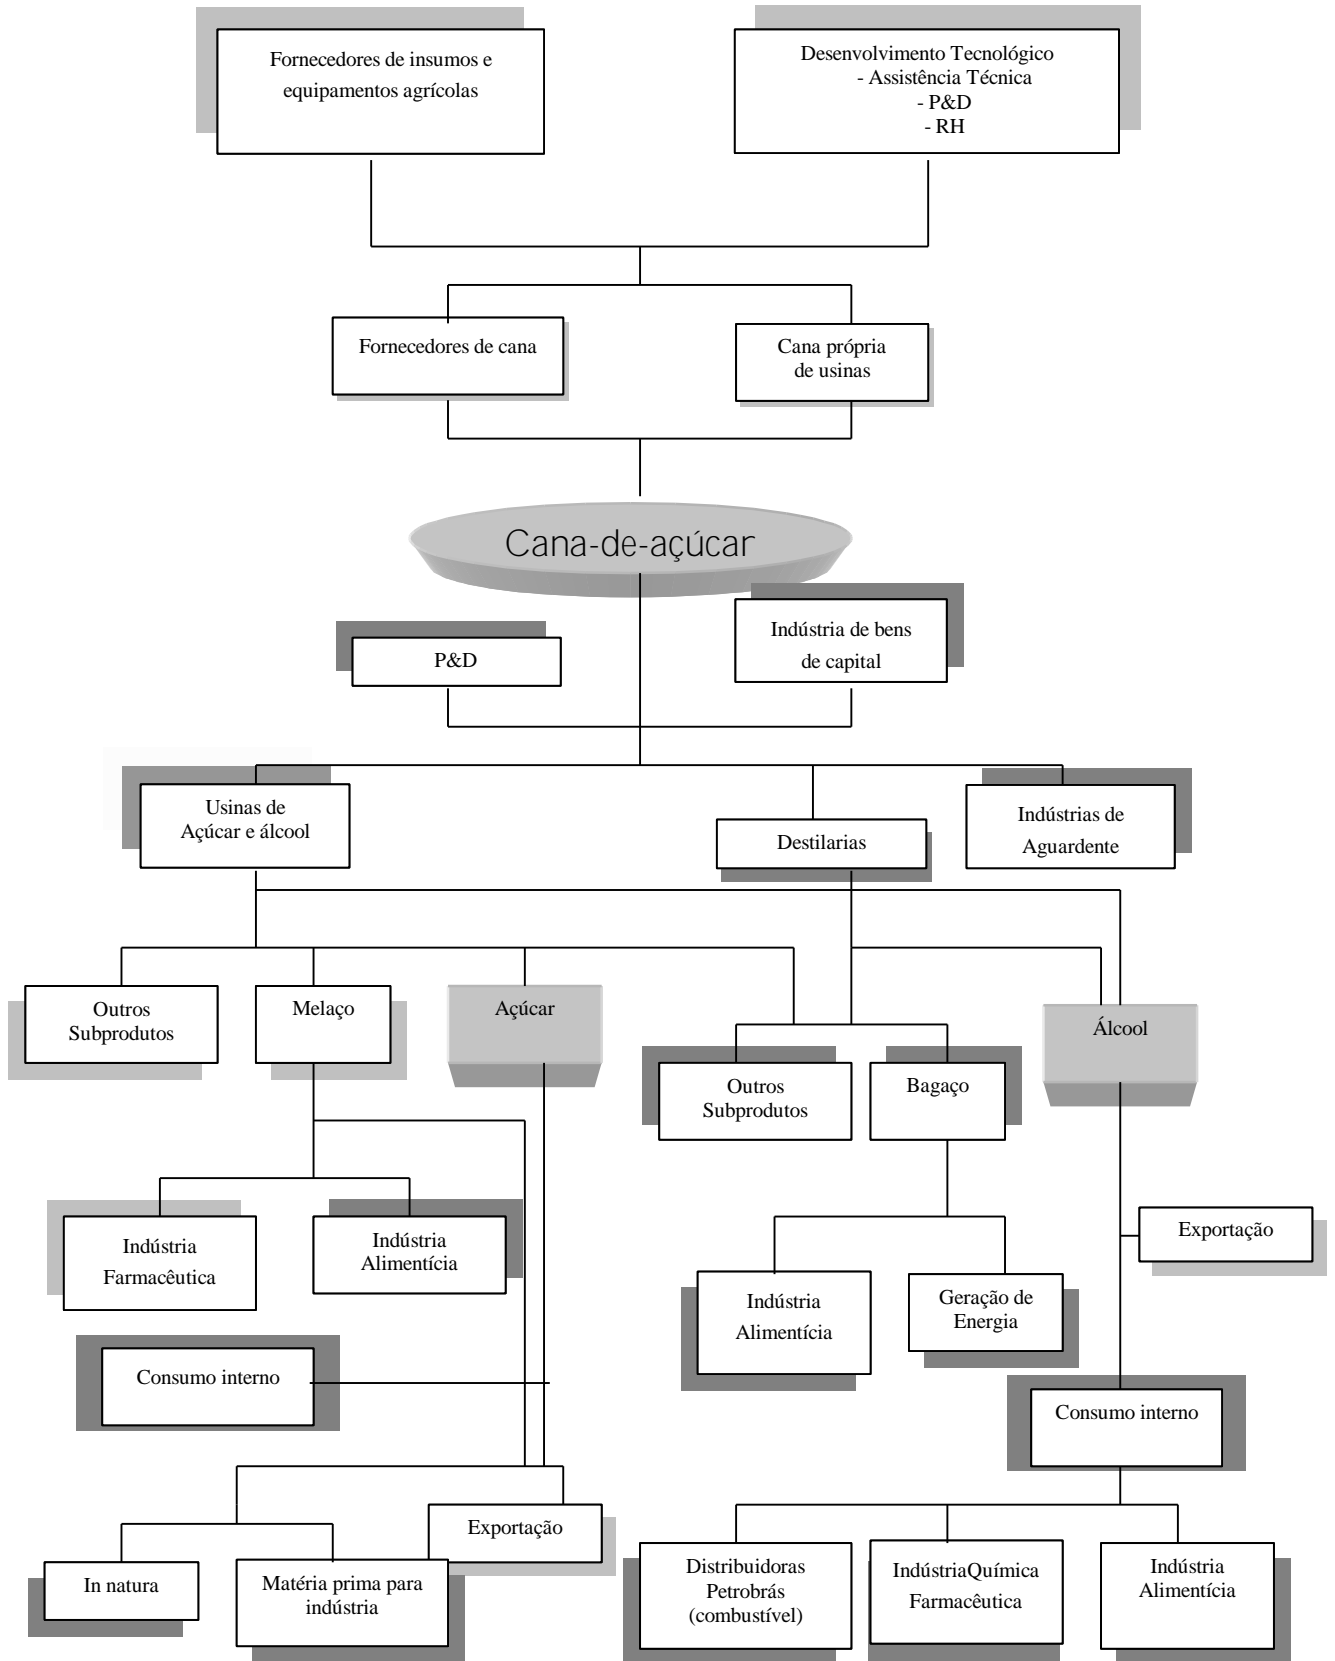 Fornecedores de insumos e
equipamentos agrícolas
Desenvolvimento Tecnológico
- Assistência Técnica
- P&D
- RH
Fornecedores de cana
Cana própria
de usinas
Cana-de-açúcar
P&D
Indústria de bens
de capital
Usinas de
Açúcar e álcool
Destilarias
Indústrias de
Aguardente
Outros
Subprodutos
Melaço
Açúcar
Outros
Subprodutos
Bagaço
Álcool
Indústria
Farmacêutica
Indústria
Alimentícia
Indústria
Alimentícia
Geração de
Energia
Exportação
Consumo interno
Consumo interno
In natura
Matéria prima para
indústria
Exportação
Distribuidoras
Petrobrás
(combustível)
IndústriaQuímica
Farmacêutica
Indústria
Alimentícia